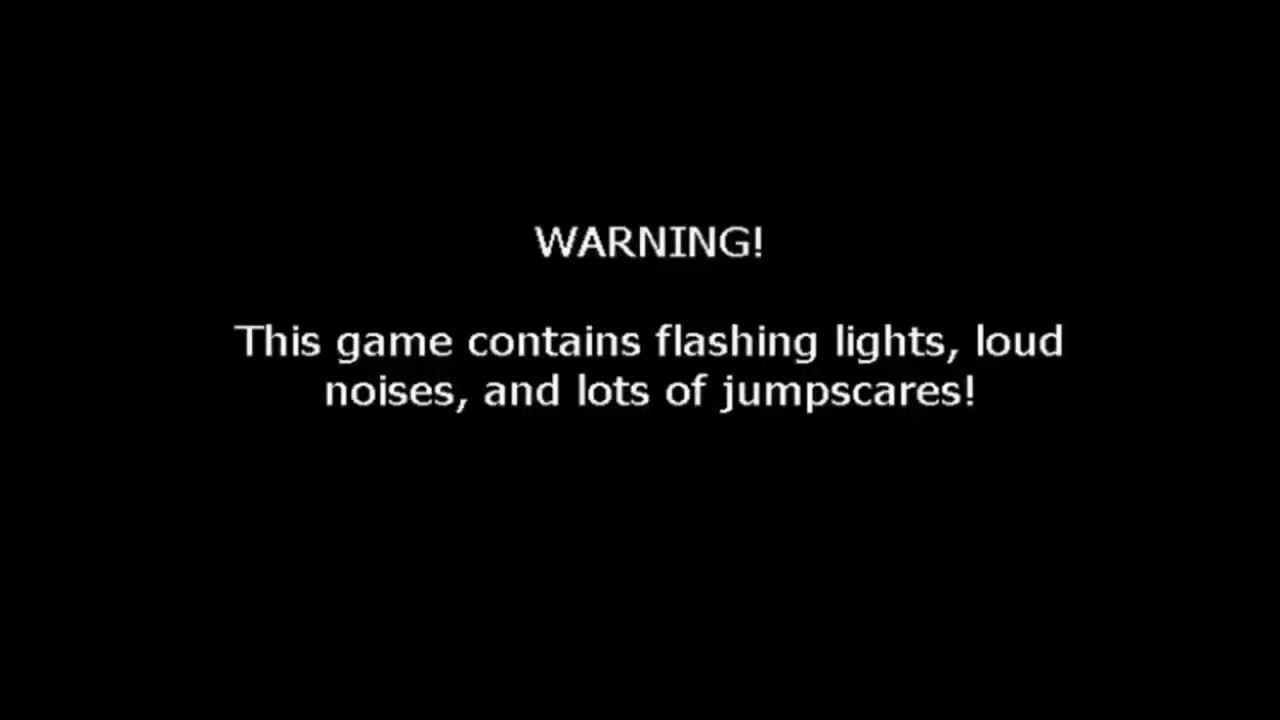 WARNING!
This game contains flashing lights, loud
noises, and lots of jumpscares!